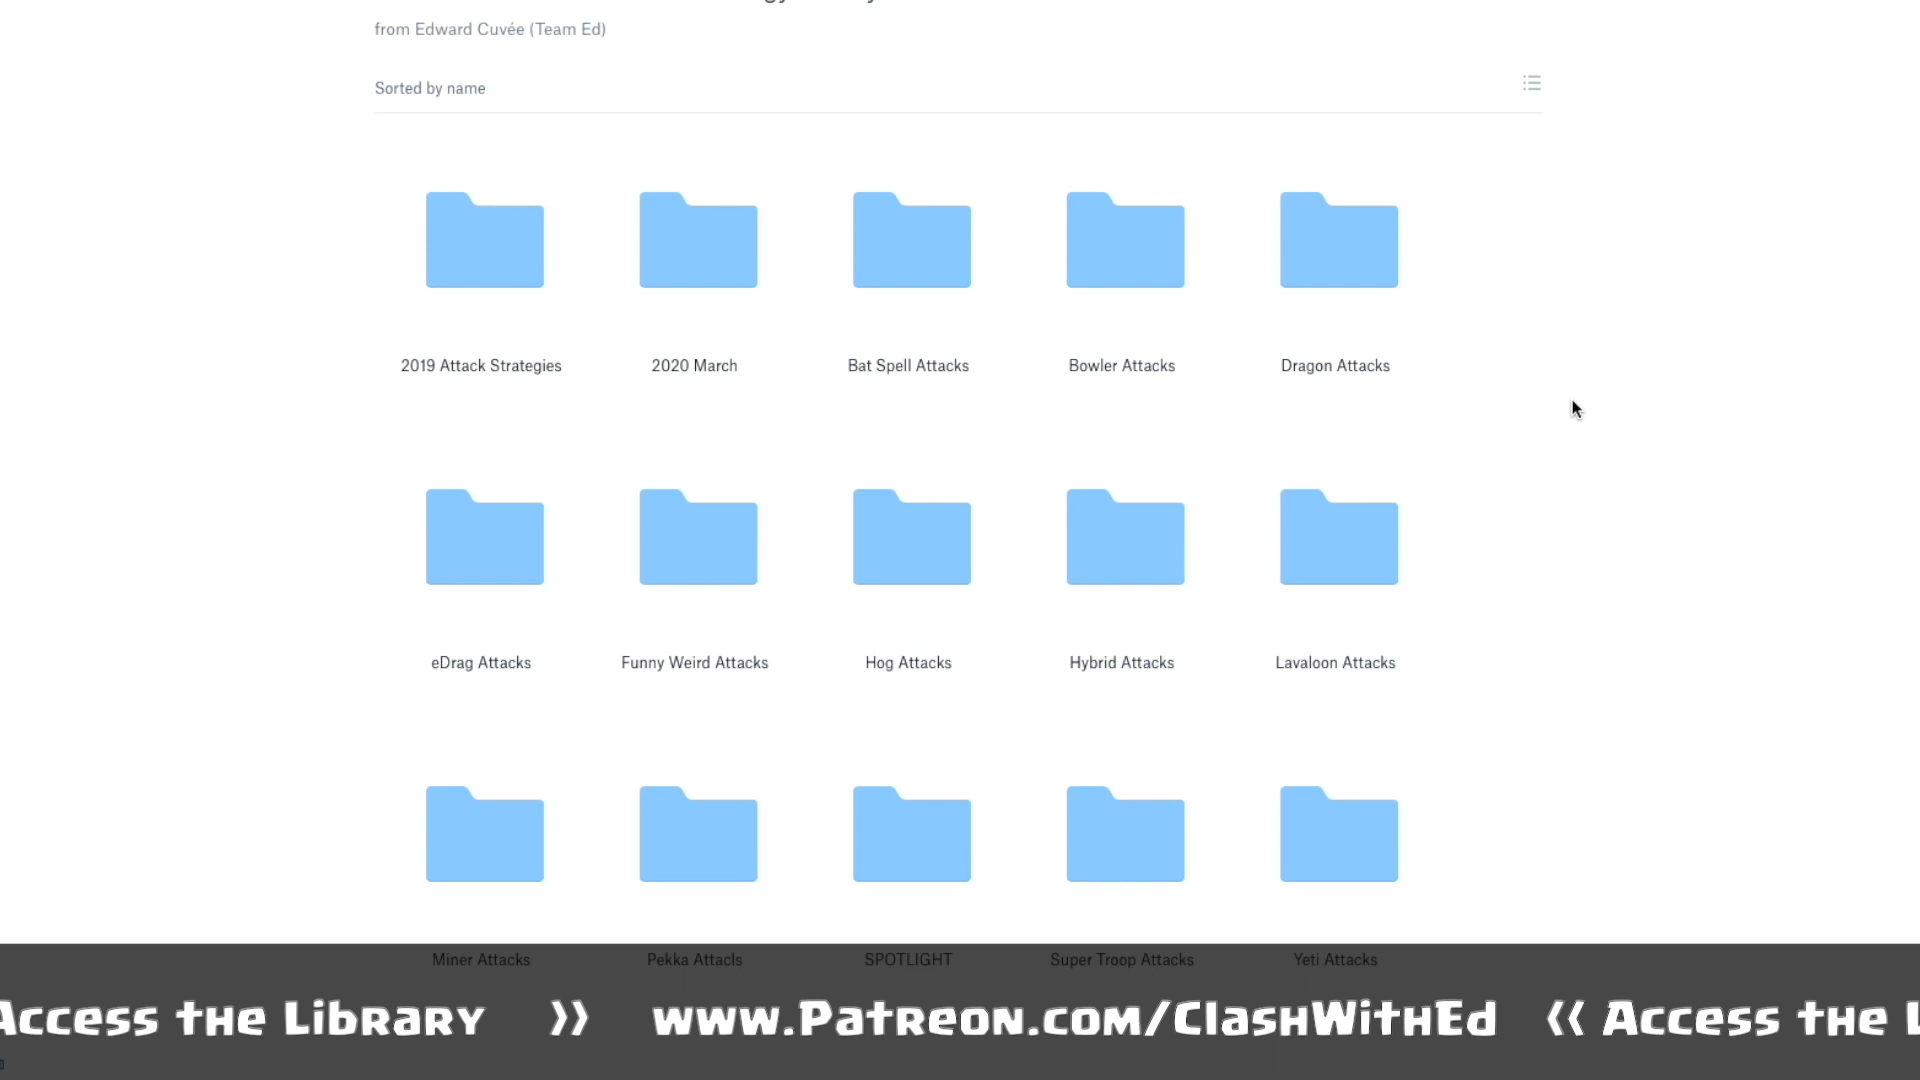 from Edward Cuvée (Team Ed)
Sorted by name
2019 Attack Strategies
2020 March
Bat Spell Attacks
Bowler Attacks
Dragon Attacks
eDrag Attacks
Funny Weird Attacks
Hog Attacks
Hybrid Attacks
Lavaloon Attacks
Miner Attacks
Pekka Attacls
SPOTLIGHT
Super Troop Attacks
Yeti Attacks
Access the Library >> www.Patreon.com/ClashWithEd << Access the